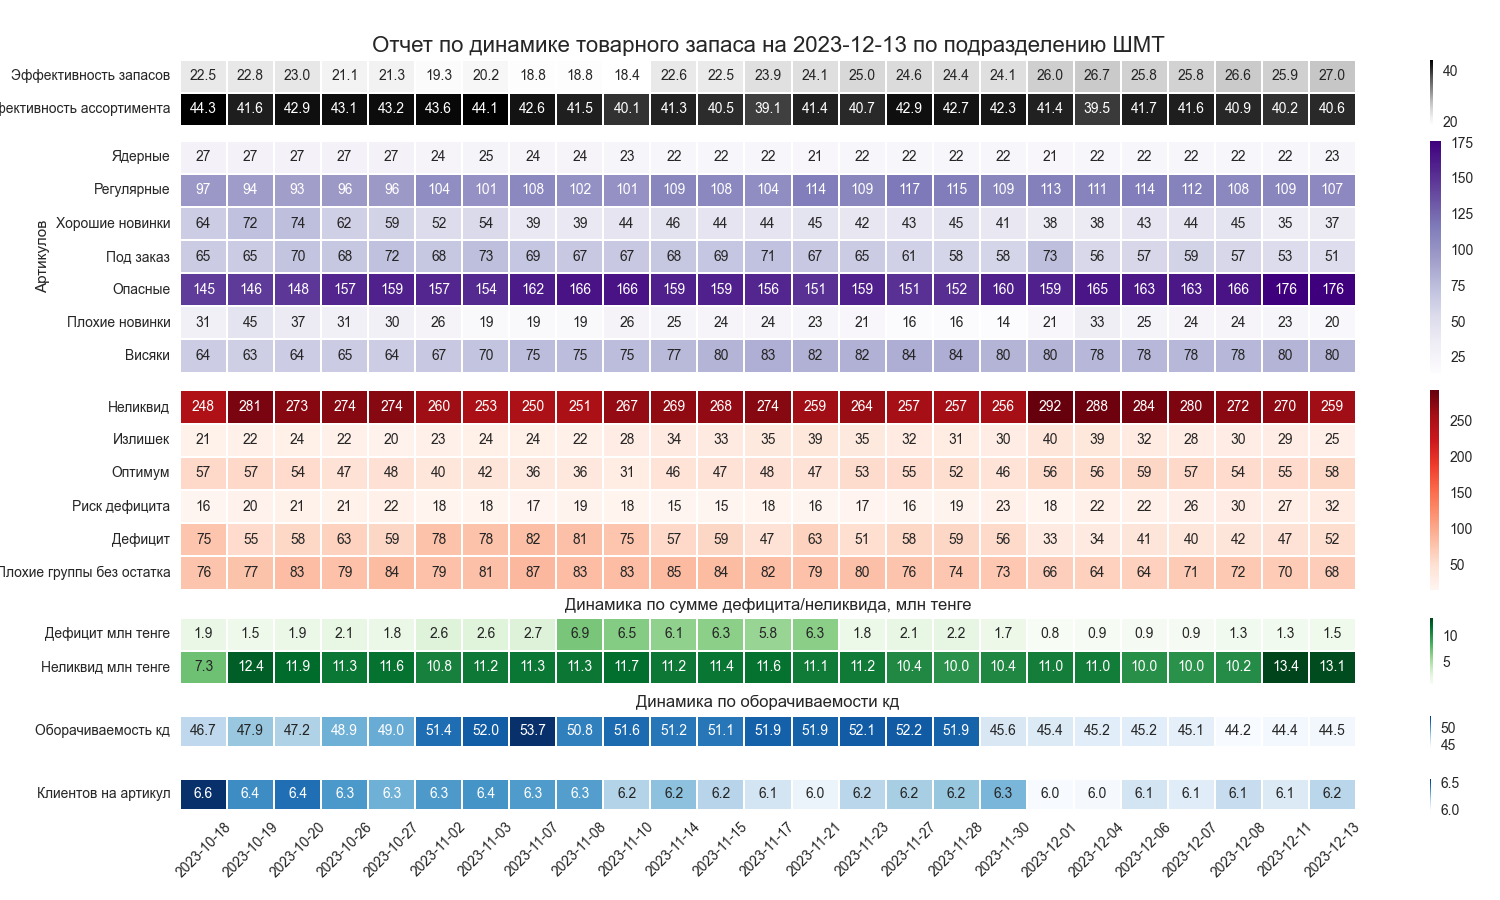 Отчет по динамике товарного запаса на 2023-12-13 по подразделению ШМТ
Эффективность запасов 22.5 22.8 23.0 21.1 21.3 19.3 20.2 18.8 18.8 18.4 22.6 22.5 23.9 24.1 25.0 24.6 24.4 24.1 26.0 26.7 25.8 25.8 26.6 25.9 27.0
фективность ассортимента 44.3 41.6 42.9 43.1 43.2 43.6 44.1 42.6 41.5 40.1 41.3 40.5 39.1 41.4 40.7 42.9 42.7 42.3 41.4 39.5 41.7 41.6 40.9 40.2 40.6
40
20
Артикулов
Ядерные 27 27 27 27 27 24 25 24 24 23 22 22 22 21 22 22 22 22 21 22 22 22 22 22 23
Регулярные 97 94 93 96 96 104 101 108 102 101 109 108 104 114 109 117 115 109 113 111 114 112 108 109 107
Хорошие новинки 64 72 74 62 59 52 54 39 39 44 46 44 44 45 42 43 45 41 38 38 43 44 45 35 37
Под заказ 65 65 70 68 72 68 73 69 67 67 68 69 71 67 65 61 58 58 73 56 57 59 57 53 51
Опасные 145 146 148 157 159 157 154 162 166 166 159 159 156 151 159 151 152 160 159 165 163 163 166 176 176
Плохие новинки 31 45 37 31 30 26 19 19 19 26 25 24 24 23 21 16 16 14 21 33 25 24 24 23 20
Висяки 64 63 64 65 64 67 70 75 75 75 77 80 83 82 82 84 84 80 80 78 78 78 78 80 80
175
150
125
100
75
50
25
Неликвид 248 281 273 274 274 260 253 250 251 267 269 268 274 259 264 257 257 256 292 288 284 280 272 270 259
Излишек 21 22 24 22 20 23 24 24 22 28 34 33 35 39 35 32 31 30 40 39 32 28 30 29 25
Оптимум 57 57 54 47 48 40 42 36 36 31 46 47 48 47 53 55 52 46 56 56 59 57 54 55 58
Риск дефицита 16 20 21 21 22 18 18 17 19 18 15 15 18 16 17 16 19 23 18 22 22 26 30 27 32
Дефицит 75 55 58 63 59 78 78 82 81 75 57 59 47 63 51 58 59 56 33 34 41 40 42 47 52
Плохие группы без остатка 76 77 83 79 84 79 81 87 83 83 85 84 82 79 80 76 74 73 66 64 64 71 72 70 68
250
200
150
100
50
Динамика по сумме дефицита/неликвида, млн тенге
Дефицит млн тенге 1.9 1.5 1.9 2.1 1.8 2.6 2.6 2.7 6.9 6.5 6.1 6.3 5.8 6.3 1.8 2.1 2.2 1.7 0.8 0.9 0.9 0.9 1.3 1.3 1.5
Неликвид млн тенге 7.3 12.4 11.9 11.3 11.6 10.8 11.2 11.3 11.3 11.7 11.2 11.4 11.6 11.1 11.2 10.4 10.0 10.4 11.0 11.0 10.0 10.0 10.2 13.4 13.1
10
5
Динамика по оборачиваемости кд
Оборачиваемость кд 46.7 47.9 47.2 48.9 49.0 51.4 52.0 53.7 50.8 51.6 51.2 51.1 51.9 51.9 52.1 52.2 51.9 45.6 45.4 45.2 45.2 45.1 44.2 44.4 44.5
50
45
Клиентов на артикул 6.6 6.4 6.4 6.3 6.3 6.3 6.4 6.3 6.3 6.2 6.2 6.2 6.1 6.0 6.2 6.2 6.2 6.3 6.0 6.0 6.1 6.1 6.1 6.1 6.2
6.5
6.0
2023-10-18 2023-10-19 2023-10-20 2023-10-26 2023-10-27 2023-11-02 2023-11-03 2023-11-07 2023-11-08 2023-11-10 2023-11-14 2023-11-15 2023-11-17 2023-11-21 2023-11-23 2023-11-27 2023-11-28 2023-11-30 2023-12-01 2023-12-04 2023-12-06 2023-12-07 2023-12-08 2023-12-11 2023-12-13